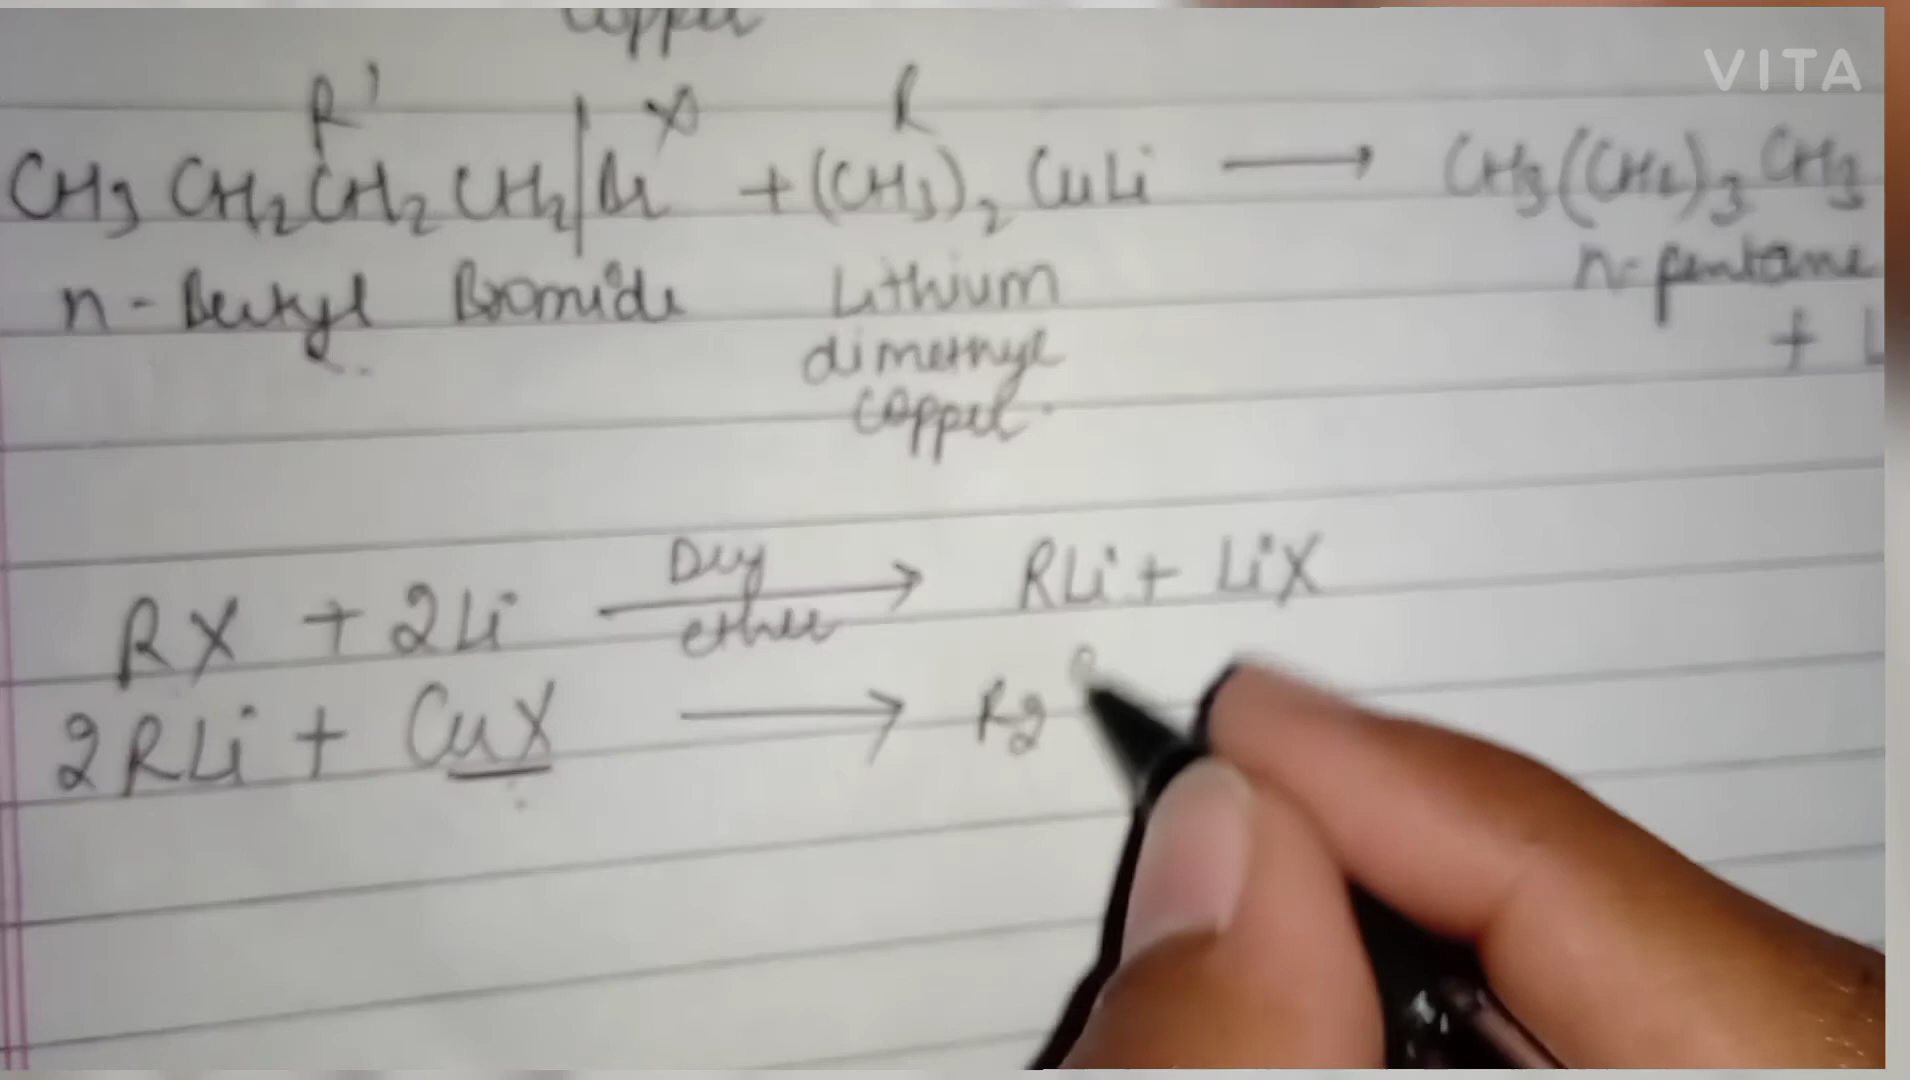 copper
VITA
R' X R
CH3 CH2 CH2 CH2 | Br + (CH3)2 CuLi ⟶ CH3(CH2)3 CH3
n - Butyl Bromide Lithium n-pentane
dimethyl + L
copper
Dry
RX + 2Li ⟶ RLi + LiX
ether
2RLi + CuX ⟶ R2